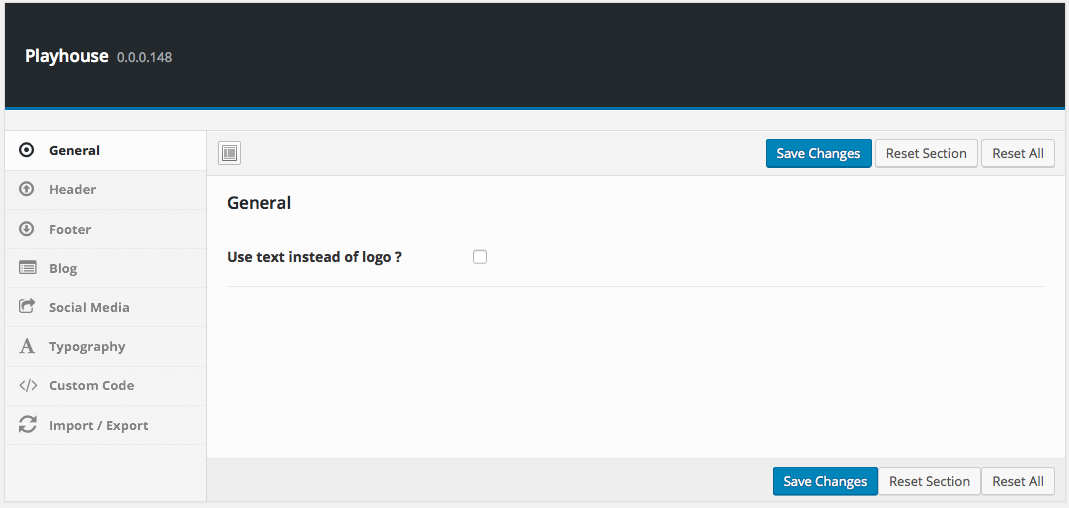 Playhouse 0.0.0.148
General
Header
Footer
Blog
Social Media
Typography
Custom Code
Import / Export
Save Changes Reset Section Reset All
General
Use text instead of logo ?
Save Changes Reset Section Reset All